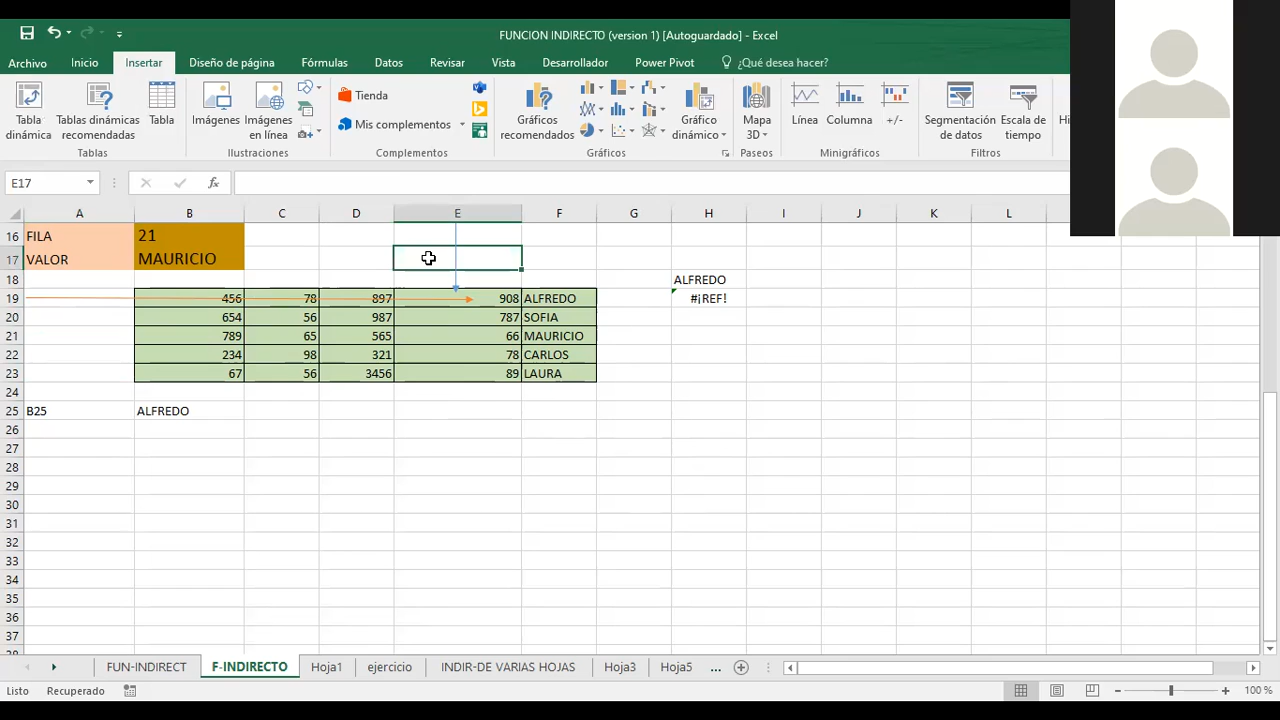 FUNCION INDIRECTO (version 1) [Autoguardado] - Excel
Archivo Inicio Insertar Diseño de página Fórmulas Datos Revisar Vista Desarrollador Power Pivot ¿Qué desea hacer?
Tabla dinámica
Tablas dinámicas recomendadas
Tabla
Imágenes
Imágenes en línea
Tienda
Mis complementos
Gráficos recomendados
Gráfico dinámico
Mapa 3D
Línea
Columna
+/-
Segmentación de datos
Escala de tiempo
Tablas Ilustraciones Complementos Gráficos Paseos Minigráficos Filtros
E17 fx
A B C D E F G H I J K L
16 FILA 21
17 VALOR MAURICIO
18 ALFREDO
19 456 78 897 908 ALFREDO #¡REF!
20 654 56 987 787 SOFIA
21 789 65 565 66 MAURICIO
22 234 98 321 78 CARLOS
23 67 56 3456 89 LAURA
24
25 B25 ALFREDO
26
27
28
29
30
31
32
33
34
35
36
37
FUN-INDIRECT F-INDIRECTO Hoja1 ejercicio INDIR-DE VARIAS HOJAS Hoja3 Hoja5 ...
Listo Recuperado 100 %